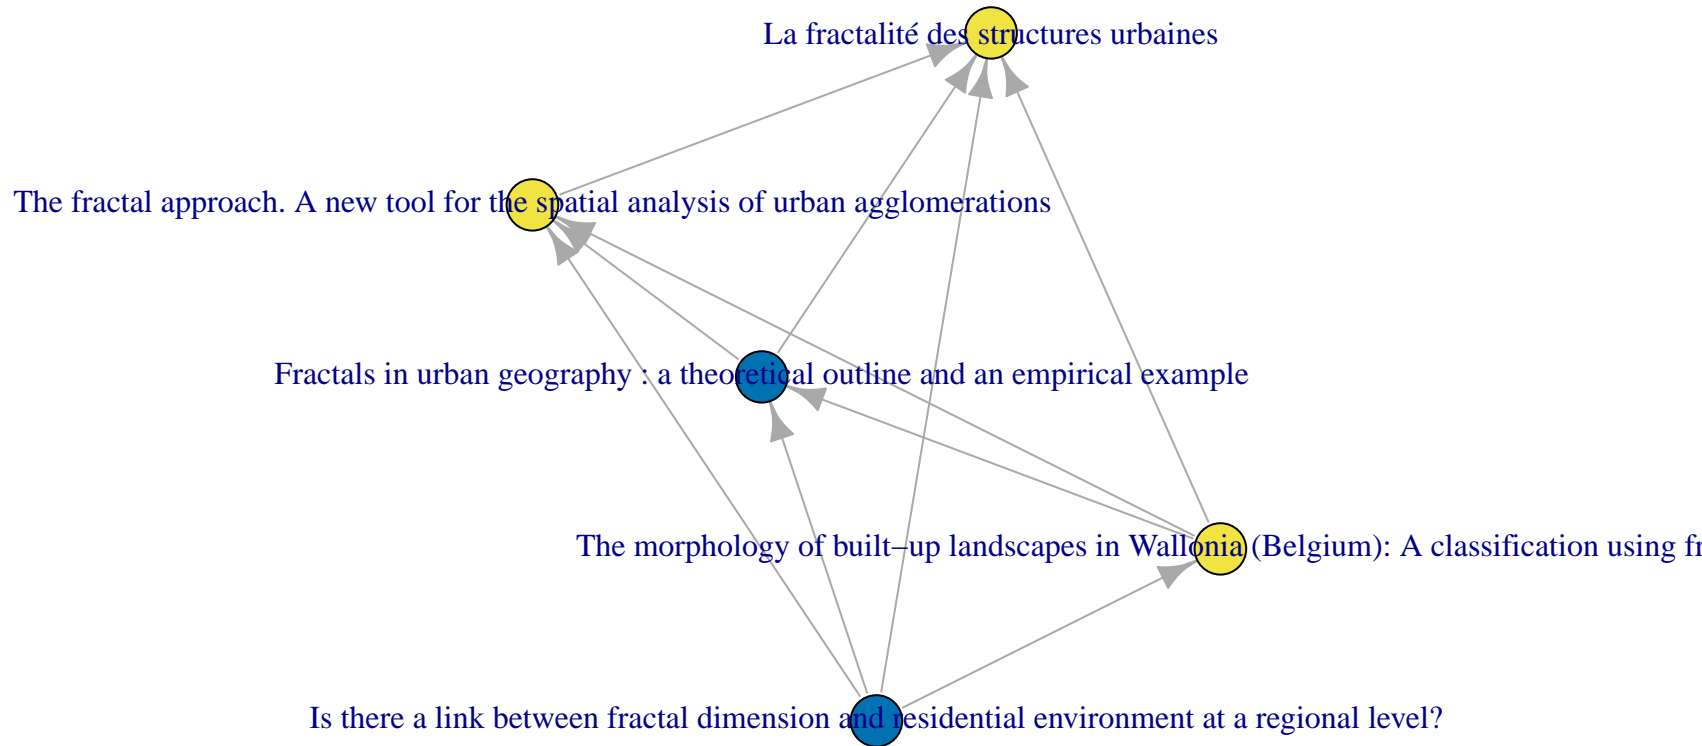 La fractalité des structures urbaines
The fractal approach. A new tool for the spatial analysis of urban agglomerations
Fractals in urban geography : a theoretical outline and an empirical example
The morphology of built−up landscapes in Wallonia (Belgium): A classification using
Is there a link between fractal dimension and residential environment at a regional level?